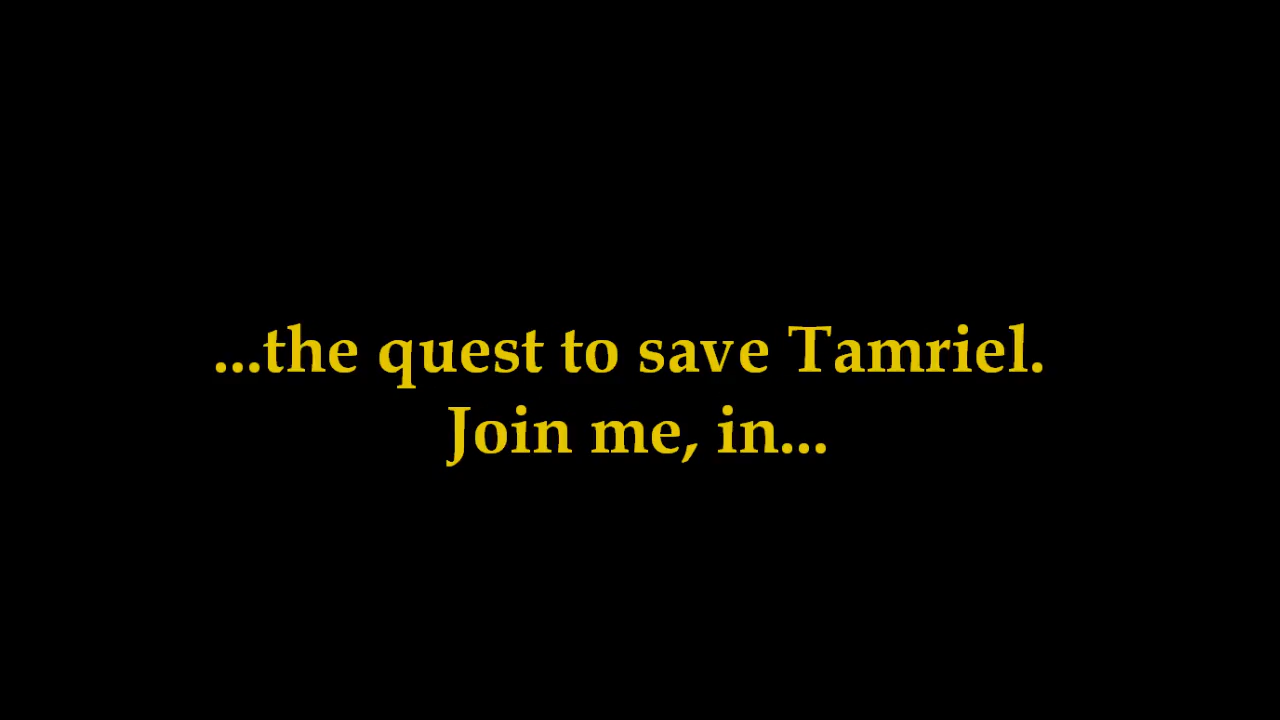 ...the quest to save Tamriel.
Join me, in...